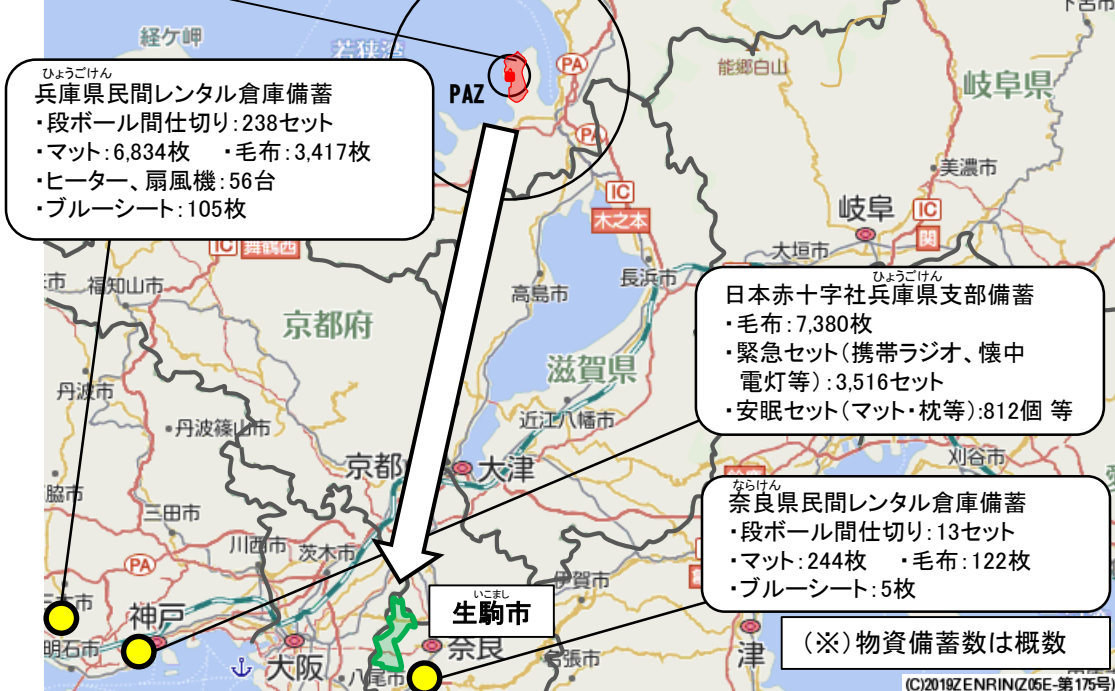 経ケ岬
若狭湾
能郷白山
岐阜県
PA
PAZ
PA
ひょうごけん
兵庫県民間レンタル倉庫備蓄
・段ボール間仕切り：238セット
・マット：6,834枚　・毛布：3,417枚
・ヒーター、扇風機：56台
・ブルーシート：105枚
IC
木之本
美濃市
岐阜
IC
関
大垣市
IC 舞鶴西
福知山市
高島市
長浜市
京都府
滋賀県
ひょうごけん
日本赤十字社兵庫県支部備蓄
・毛布：7,380枚
・緊急セット（携帯ラジオ、懐中
電灯等）：3,516セット
・安眠セット（マット・枕等）：812個 等
丹波市
丹波篠山市
近江八幡市
京都
大津
刈谷市
三田市
川西市
茨木市
PA
ならけん
奈良県民間レンタル倉庫備蓄
・段ボール間仕切り：13セット
・マット：244枚　・毛布：122枚
・ブルーシート：5枚
伊賀市
いこまし
生駒市
神戸
明石市
大阪
八尾市
奈良
名張市
津
（※）物資備蓄数は概数
(C)2019ZENRIN(Z05E-第175号)